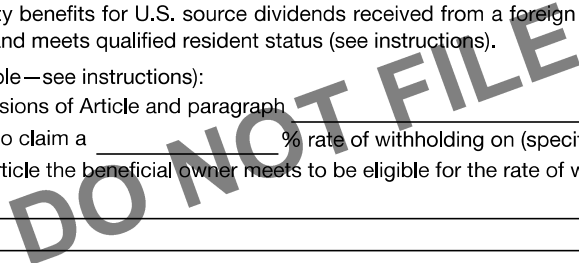 ty benefits for U.S. source dividends received from a foreign
and meets qualified resident status (see instructions).
ble—see instructions):
sions of Article and paragraph
o claim a % rate of withholding on (specif
rticle the beneficial owner meets to be eligible for the rate of w
DO NOT FILE